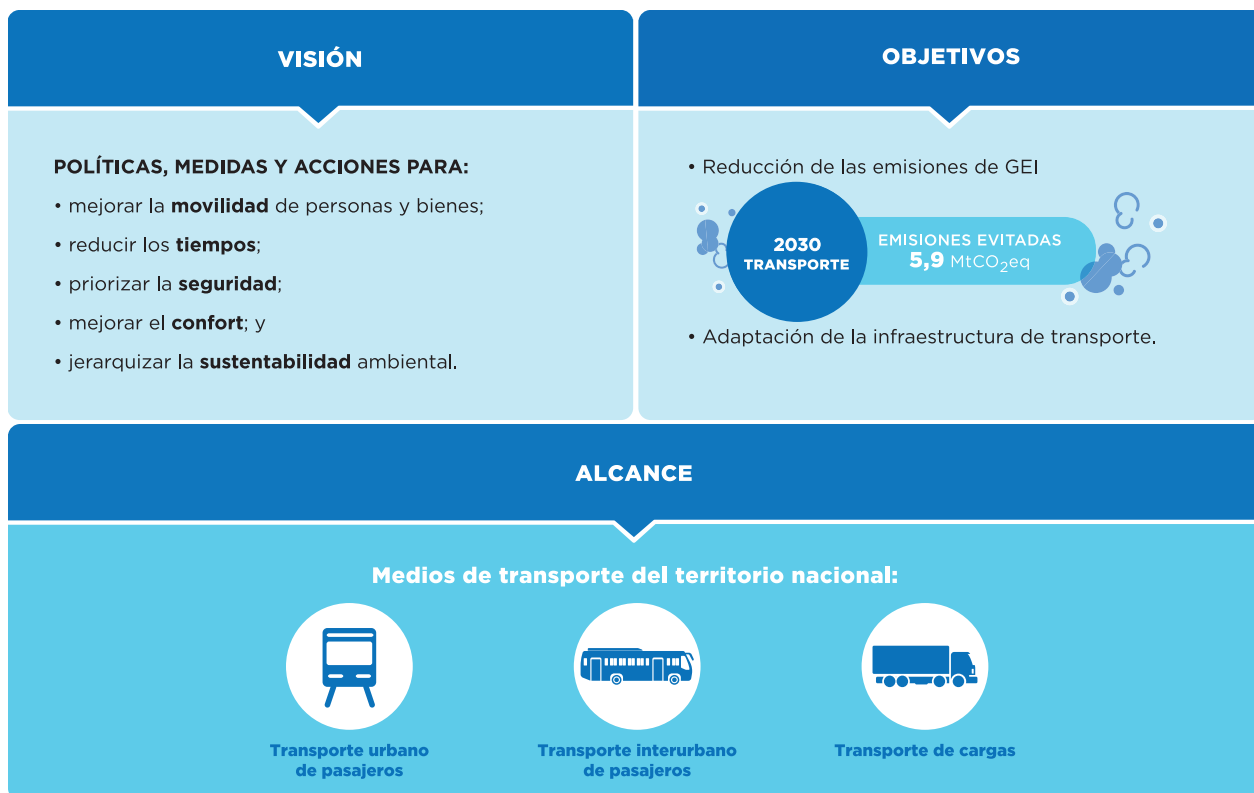 VISIÓN
POLÍTICAS, MEDIDAS Y ACCIONES PARA:
• mejorar la movilidad de personas y bienes;
• reducir los tiempos;
• priorizar la seguridad;
• mejorar el confort; y
• jerarquizar la sustentabilidad ambiental.
OBJETIVOS
• Reducción de las emisiones de GEI
2030
TRANSPORTE
EMISIONES EVITADAS
5,9 MtCO₂eq
• Adaptación de la infraestructura de transporte.
ALCANCE
Medios de transporte del territorio nacional:
Transporte urbano
de pasajeros
Transporte interurbano
de pasajeros
Transporte de cargas